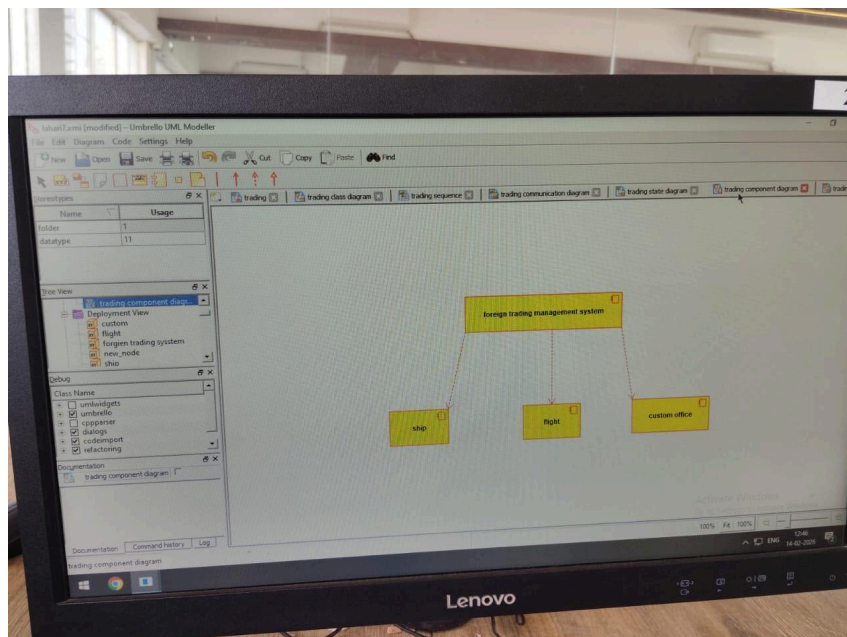 lahari7.xmi [modified] – Umbrello UML Modeller
File Edit Diagram Code Settings Help
New Open Save Cut Copy Paste Find
Stereotypes
trading
trading class diagram
trading sequence
trading communication diagram
trading state diagram
trading component diagram
Name Usage
folder 1
datatype 11
Tree View
trading component diagr...
Deployment View
custom
flight
forgien trading sysstem
new_node
ship
Debug
Class Name
umlwidgets
umbrello
cppparser
dialogs
codeimport
refactoring
Documentation
trading component diagram
Documentation Command history Log
trading component diagram
foreign trading management system
ship
flight
custom office
Activate Windows
100% Fit 100%
ENG
12:46
14-02-2026
Lenovo